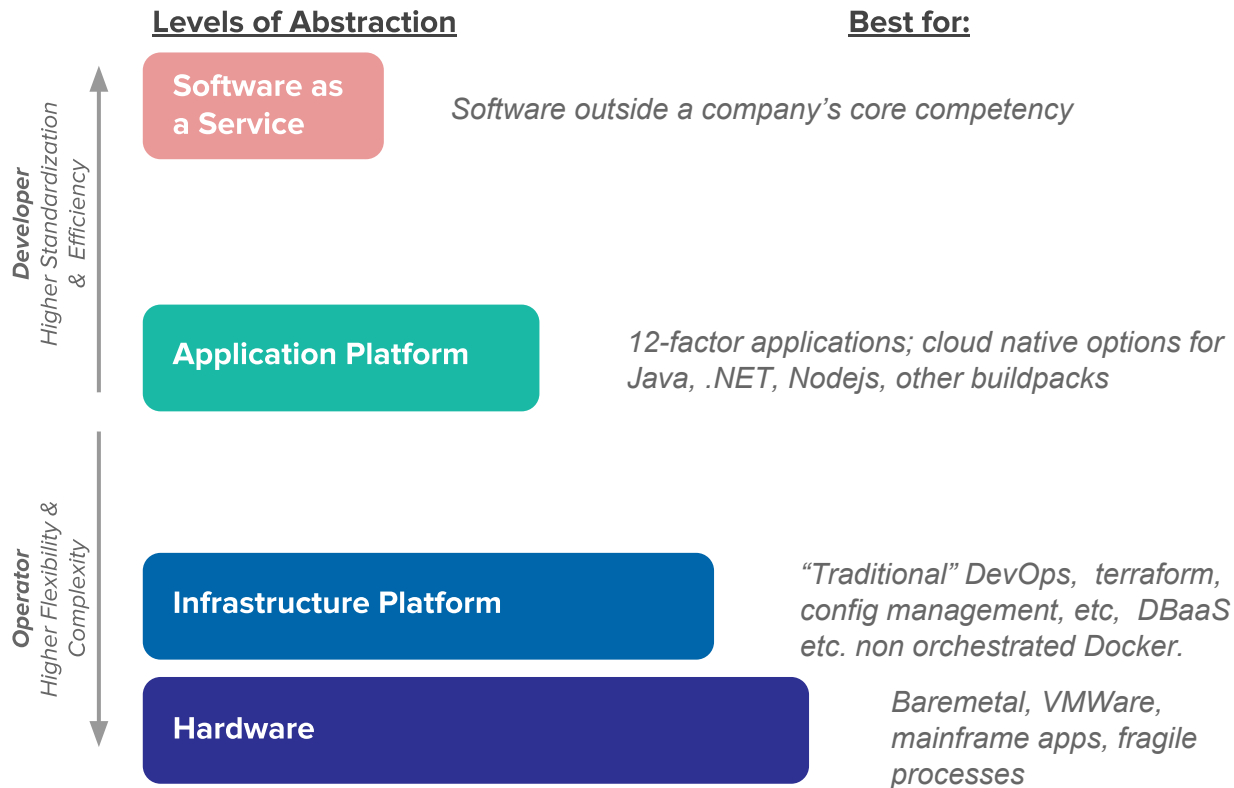 Levels of Abstraction
Best for:
Developer
Higher Standardization
& Efficiency
Software as
a Service
Software outside a company’s core competency
Application Platform
12-factor applications; cloud native options for
Java, .NET, Nodejs, other buildpacks
Operator
Higher Flexibility &
Complexity
Infrastructure Platform
“Traditional” DevOps, terraform,
config management, etc, DBaaS
etc. non orchestrated Docker.
Hardware
Baremetal, VMWare,
mainframe apps, fragile
processes